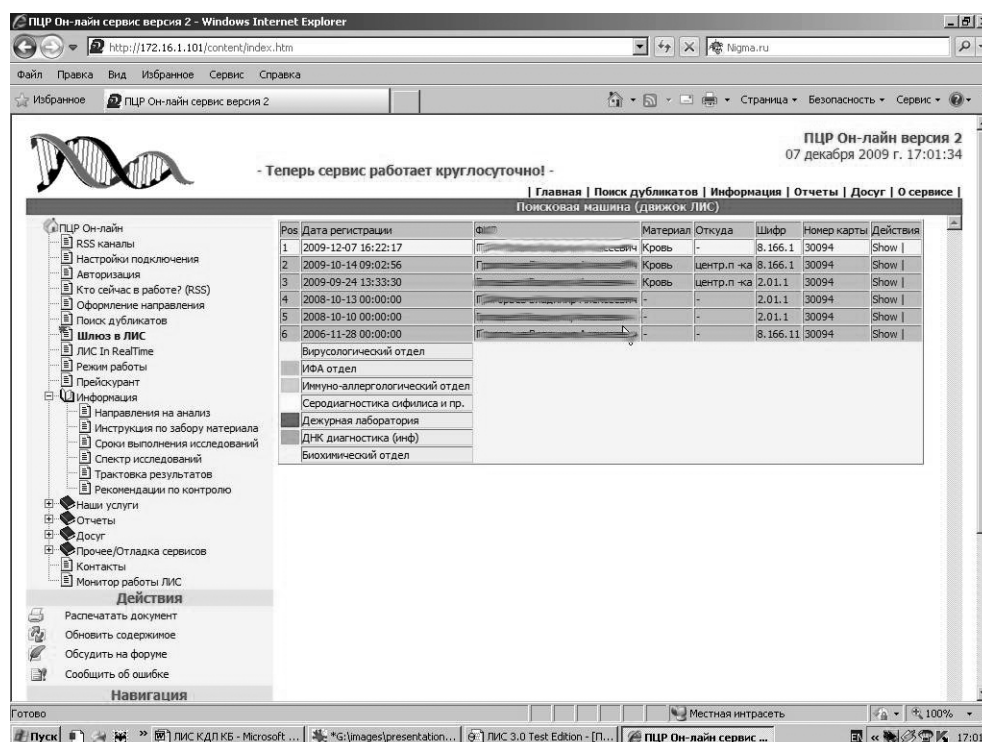 ПЦР Он-лайн сервис версия 2 - Windows Internet Explorer
http://172.16.1.101/content/index.htm
Nigma.ru
Файл Правка Вид Избранное Сервис Справка
Избранное ПЦР Он-лайн сервис версия 2 Страница Безопасность Сервис
ПЦР Он-лайн версия 2
07 декабря 2009 г. 17:01:34
- Теперь сервис работает круглосуточно! -
| Главная | Поиск дубликатов | Информация | Отчеты | Досуг | О сервисе |
Поисковая машина (движок ЛИС)
ПЦР Он-лайн
RSS каналы
Настройки подключения
Авторизация
Кто сейчас в работе? (RSS)
Оформление направления
Поиск дубликатов
Шлюз в ЛИС
ЛИС In RealTime
Режим работы
Прейскурант
Информация
Направления на анализ
Инструкция по забору материала
Сроки выполнения исследований
Спектр исследований
Трактовка результатов
Рекомендации по контролю
Наши услуги
Отчеты
Досуг
Прочее/Отладка сервисов
Контакты
Монитор работы ЛИС
Действия
Распечатать документ
Обновить содержимое
Обсудить на форуме
Сообщить об ошибке
Навигация
Pos Дата регистрации Материал Откуда Шифр Номер карты Действия
1 2009-12-07 16:22:17 Кровь - 8.166.1 30094 Show |
2 2009-10-14 09:02:56 Кровь центр.п -ка 8.166.1 30094 Show |
3 2009-09-24 13:33:30 Кровь центр.п -ка 2.01.1 30094 Show |
4 2008-10-13 00:00:00 - - 2.01.1 30094 Show |
5 2008-10-10 00:00:00 - - 2.01.1 30094 Show |
6 2006-11-28 00:00:00 - - 8.166.11 30094 Show |
Вирусологический отдел
ИФА отдел
Иммуно-аллергологический отдел
Серодиагностика сифилиса и пр.
Дежурная лаборатория
ДНК диагностика (инф)
Биохимический отдел
Готово Местная интрасеть 100%
Пуск ЛИС КДЛ КБ - Microsoft ... *G:\images\presentation... ЛИС 3.0 Test Edition - [П... ПЦР Он-лайн сервис ... 17:01